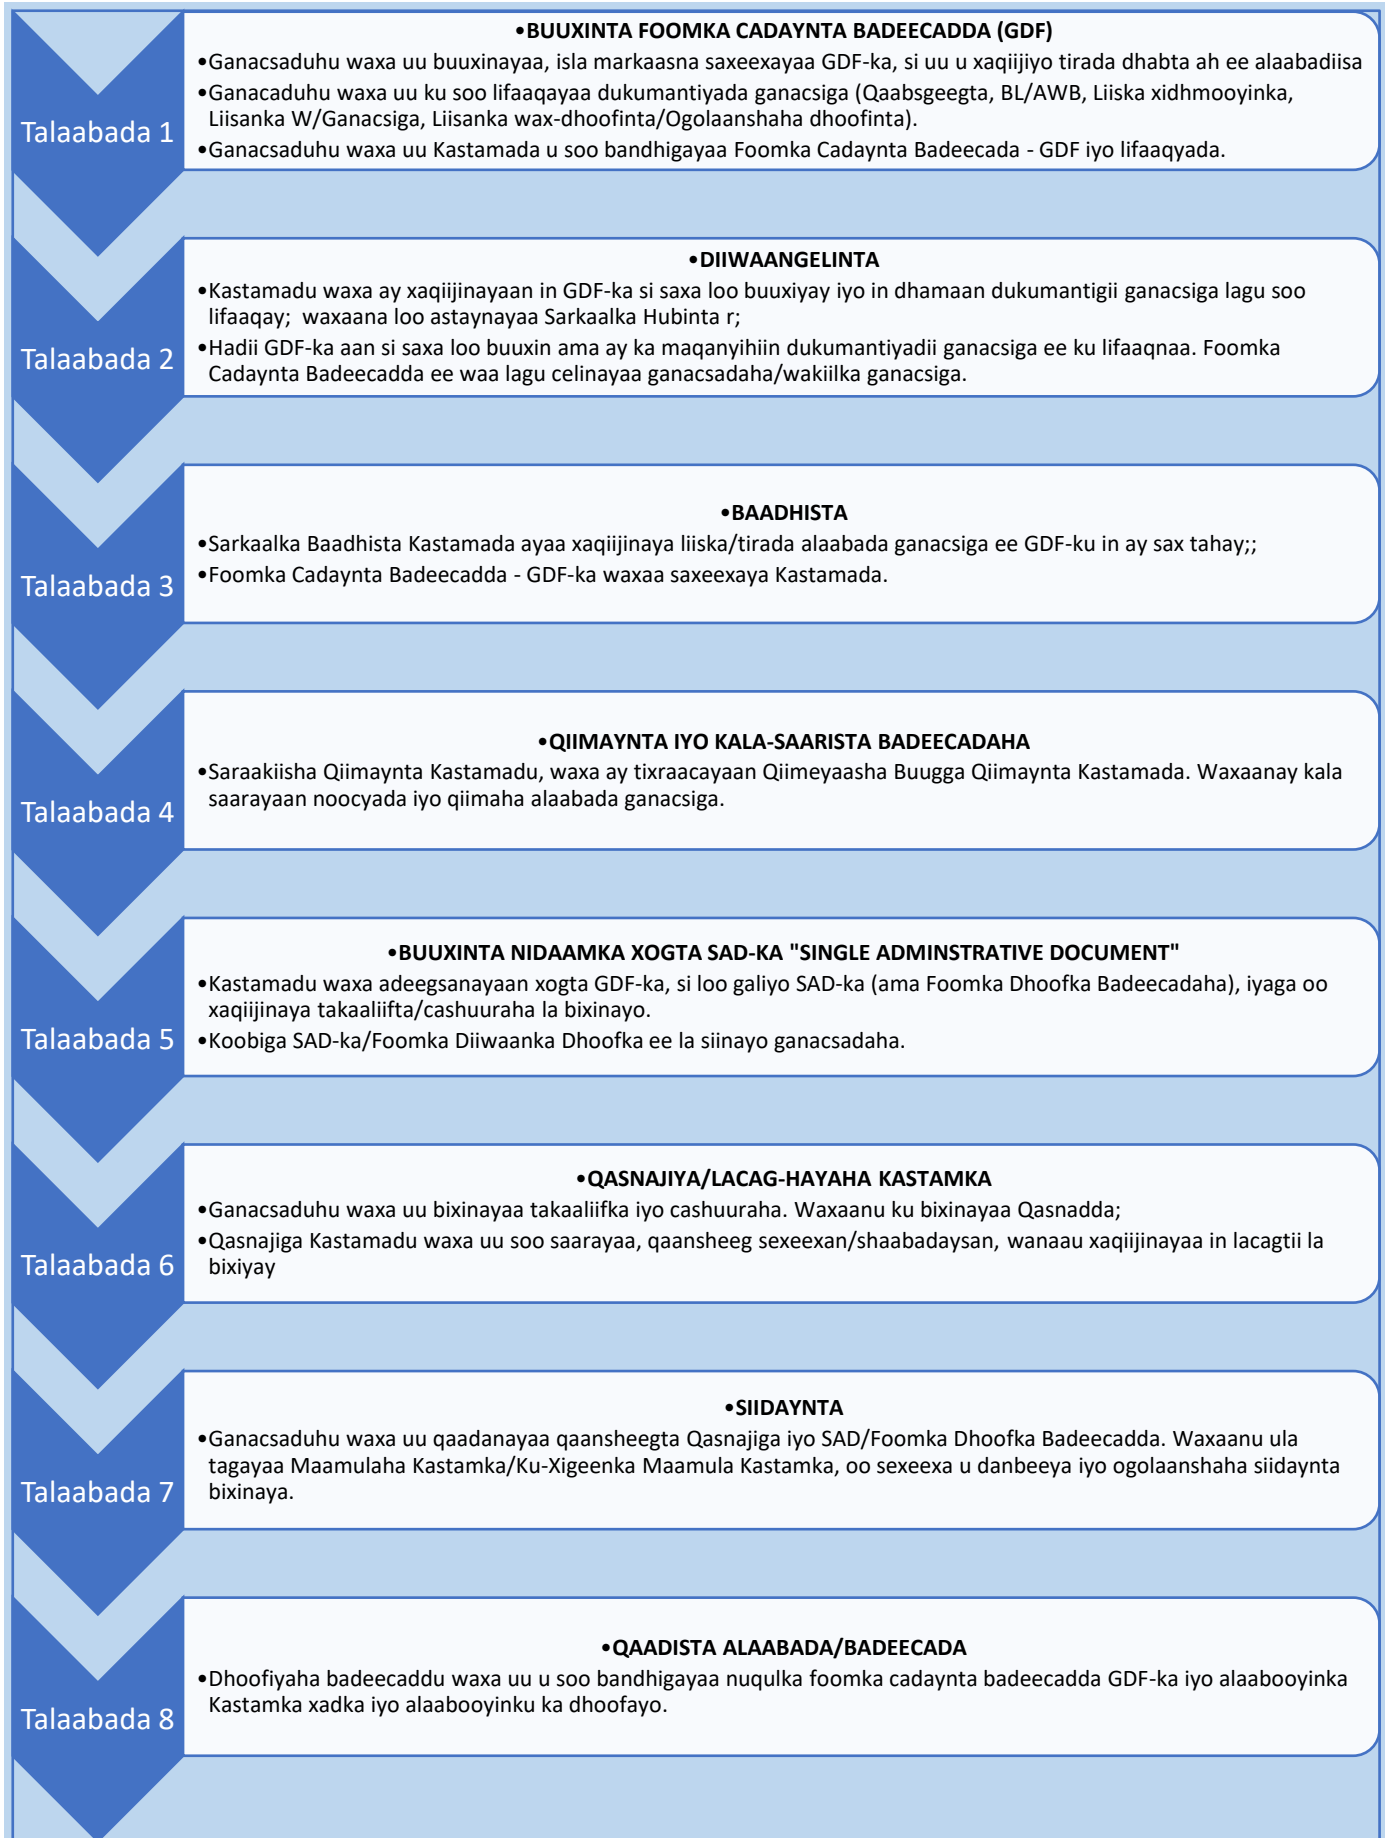 Talaabada 1
•BUUXINTA FOOMKA CADAYNTA BADEECADDA (GDF)
•Ganacsaduhu waxa uu buuxinayaa, isla markaasna saxeexayaa GDF-ka, si uu u xaqiijiyo tirada dhabta ah ee alaabadiisa
•Ganacaduhu waxa uu ku soo lifaaqayaa dukumantiyada ganacsiga (Qaabsgeegta, BL/AWB, Liiska xidhmooyinka,
Liisanka W/Ganacsiga, Liisanka wax-dhoofinta/Ogolaanshaha dhoofinta).
•Ganacsaduhu waxa uu Kastamada u soo bandhigayaa Foomka Cadaynta Badeecada - GDF iyo lifaaqyada.
Talaabada 2
•DIIWAANGELINTA
•Kastamadu waxa ay xaqiijinayaan in GDF-ka si saxa loo buuxiyay iyo in dhamaan dukumantigii ganacsiga lagu soo
lifaaqay; waxaana loo astaynayaa Sarkaalka Hubinta r;
•Hadii GDF-ka aan si saxa loo buuxin ama ay ka maqanyihiin dukumantiyadii ganacsiga ee ku lifaaqnaa. Foomka
Cadaynta Badeecadda ee waa lagu celinayaa ganacsadaha/wakiilka ganacsiga.
Talaabada 3
•BAADHISTA
•Sarkaalka Baadhista Kastamada ayaa xaqiijinaya liiska/tirada alaabada ganacsiga ee GDF-ku in ay sax tahay;;
•Foomka Cadaynta Badeecadda - GDF-ka waxaa saxeexaya Kastamada.
Talaabada 4
•QIIMAYNTA IYO KALA-SAARISTA BADEECADAHA
•Saraakiisha Qiimaynta Kastamadu, waxa ay tixraacayaan Qiimeyaasha Buugga Qiimaynta Kastamada. Waxaanay kala
saarayaan noocyada iyo qiimaha alaabada ganacsiga.
Talaabada 5
•BUUXINTA NIDAAMKA XOGTA SAD-KA "SINGLE ADMINSTRATIVE DOCUMENT"
•Kastamadu waxa adeegsanayaan xogta GDF-ka, si loo galiyo SAD-ka (ama Foomka Dhoofka Badeecadaha), iyaga oo
xaqiijinaya takaaliifta/cashuuraha la bixinayo.
•Koobiga SAD-ka/Foomka Diiwaanka Dhoofka ee la siinayo ganacsadaha.
Talaabada 6
•QASNAJIYA/LACAG-HAYAHA KASTAMKA
•Ganacsaduhu waxa uu bixinayaa takaaliifka iyo cashuuraha. Waxaanu ku bixinayaa Qasnadda;
•Qasnajiga Kastamadu waxa uu soo saarayaa, qaansheeg sexeexan/shaabadaysan, wanaau xaqiijinayaa in lacagtii la
bixiyay
Talaabada 7
•SIIDAYNTA
•Ganacsaduhu waxa uu qaadanayaa qaansheegta Qasnajiga iyo SAD/Foomka Dhoofka Badeecadda. Waxaanu ula
tagayaa Maamulaha Kastamka/Ku-Xigeenka Maamula Kastamka, oo sexeexa u danbeeya iyo ogolaanshaha siidaynta
bixinaya.
Talaabada 8
•QAADISTA ALAABADA/BADEECADA
•Dhoofiyaha badeecaddu waxa uu u soo bandhigayaa nuqulka foomka cadaynta badeecadda GDF-ka iyo alaabooyinka
Kastamka xadka iyo alaabooyinku ka dhoofayo.